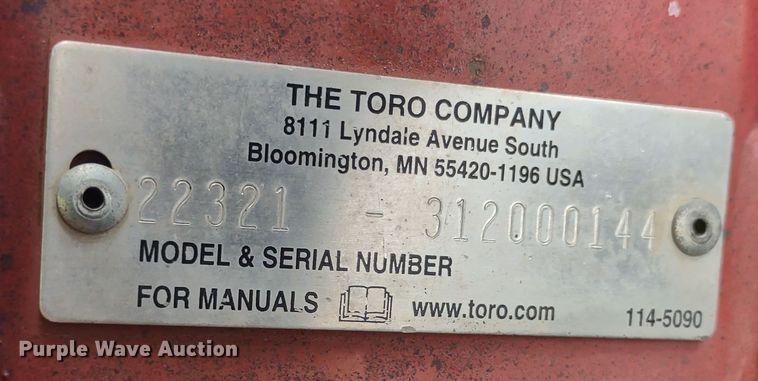 THE TORO COMPANY
8111 Lyndale Avenue South
Bloomington, MN 55420-1196 USA
22321 - 312000144
MODEL & SERIAL NUMBER
FOR MANUALS www.toro.com 114-5090
Purple Wave Auction